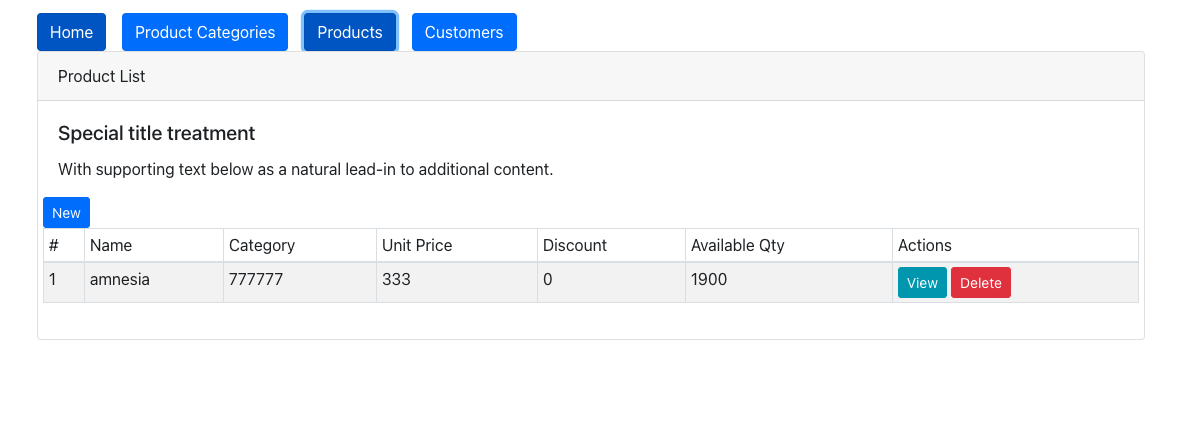 Home Product Categories Products Customers
Product List
Special title treatment
With supporting text below as a natural lead-in to additional content.
New
# Name Category Unit Price Discount Available Qty Actions
1 amnesia 777777 333 0 1900 View Delete